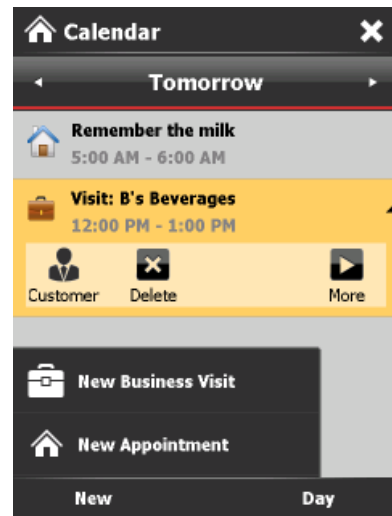 Calendar
Tomorrow
Remember the milk
5:00 AM - 6:00 AM
Visit: B's Beverages
12:00 PM - 1:00 PM
Customer Delete More
New Business Visit
New Appointment
New Day